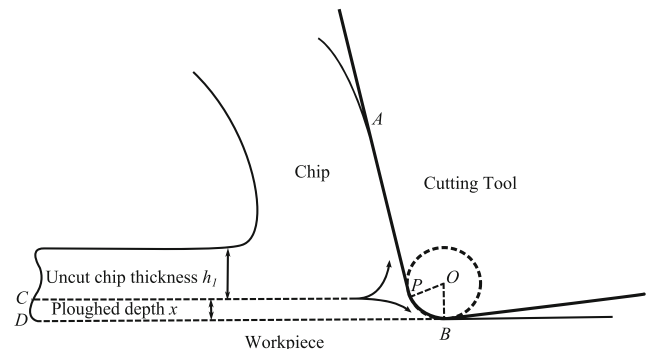 A
Chip
Cutting Tool
Uncut chip thickness h1
P
O
C
Ploughed depth x
D
B
Workpiece